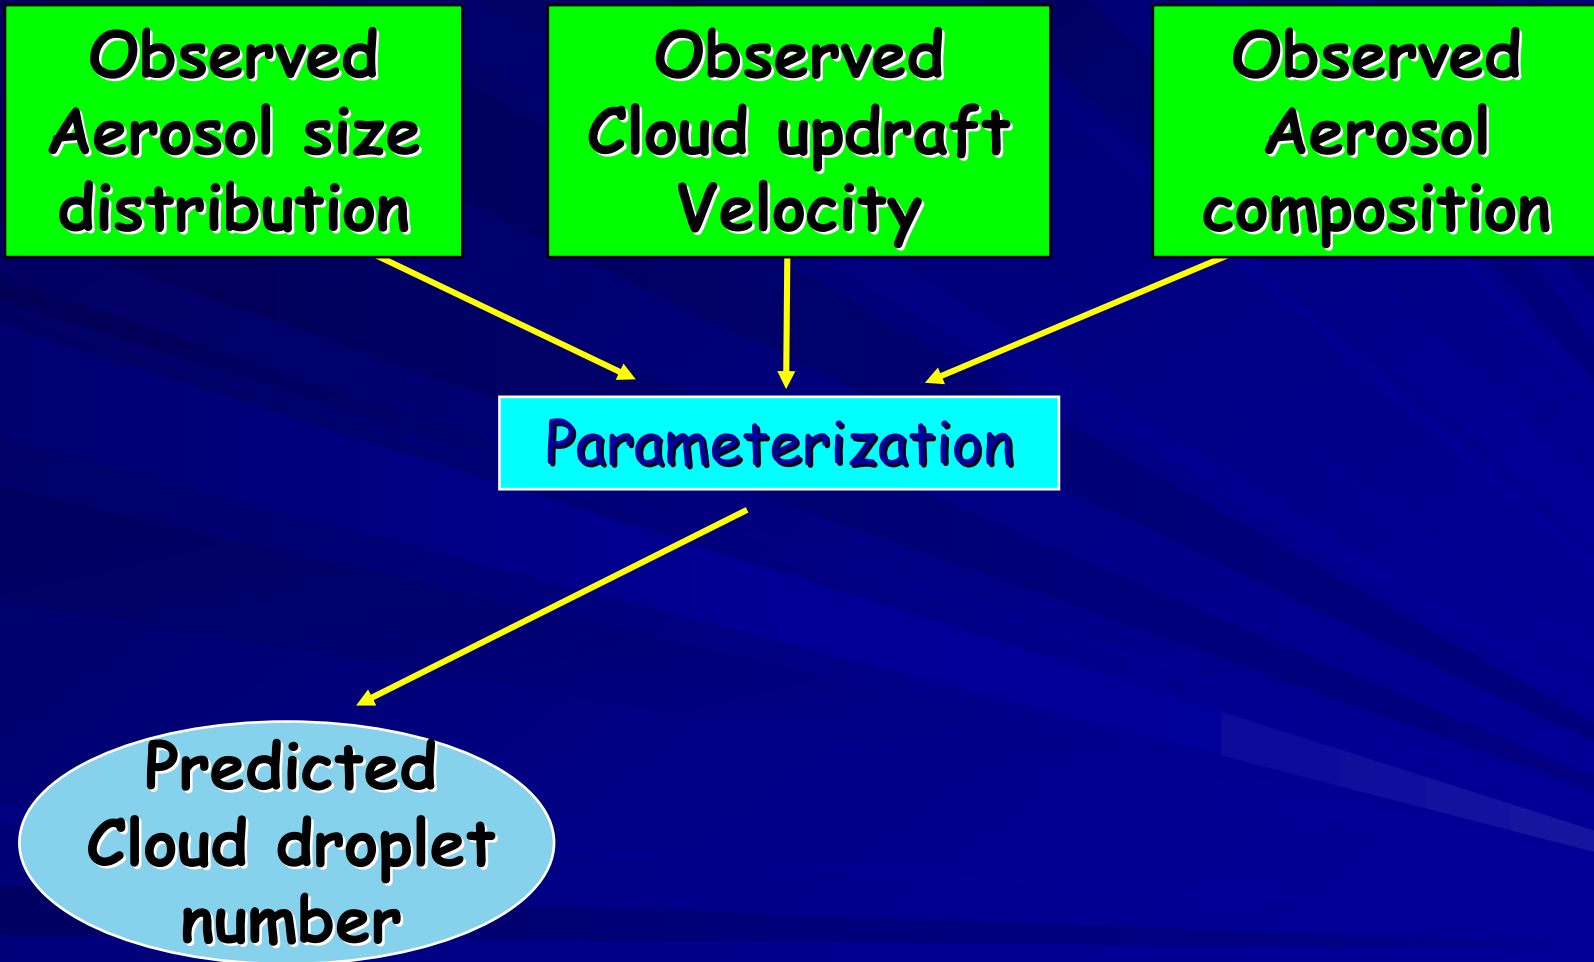 Observed
Aerosol size
distribution
Observed
Cloud updraft
Velocity
Observed
Aerosol
composition
Parameterization
Predicted
Cloud droplet
number